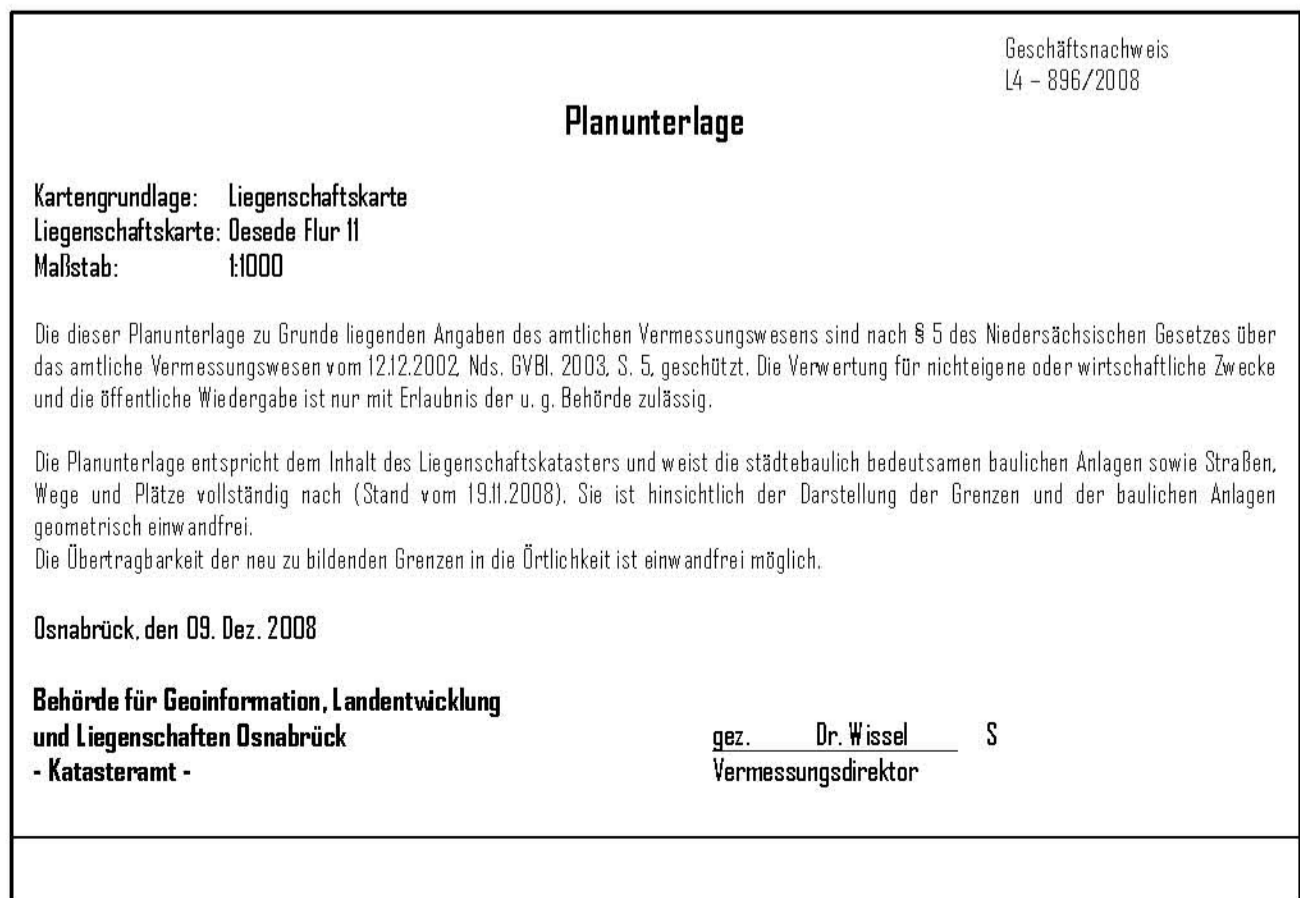 Geschäftsnachweis
L4 – 896/2008
Planunterlage
Kartengrundlage: Liegenschaftskarte
Liegenschaftskarte: Oesede Flur 11
Maßstab: 1:1000
Die dieser Planunterlage zu Grunde liegenden Angaben des amtlichen Vermessungswesens sind nach § 5 des Niedersächsischen Gesetzes über
das amtliche Vermessungswesen vom 12.12.2002, Nds. GVBl. 2003, S. 5, geschützt. Die Verwertung für nichteigene oder wirtschaftliche Zwecke
und die öffentliche Wiedergabe ist nur mit Erlaubnis der u. g. Behörde zulässig.
Die Planunterlage entspricht dem Inhalt des Liegenschaftskatasters und weist die städtebaulich bedeutsamen baulichen Anlagen sowie Straßen,
Wege und Plätze vollständig nach (Stand vom 19.11.2008). Sie ist hinsichtlich der Darstellung der Grenzen und der baulichen Anlagen
geometrisch einwandfrei.
Die Übertragbarkeit der neu zu bildenden Grenzen in die Örtlichkeit ist einwandfrei möglich.
Osnabrück, den 09. Dez. 2008
Behörde für Geoinformation, Landentwicklung
und Liegenschaften Osnabrück
- Katasteramt -
gez. Dr. Wissel S
Vermessungsdirektor